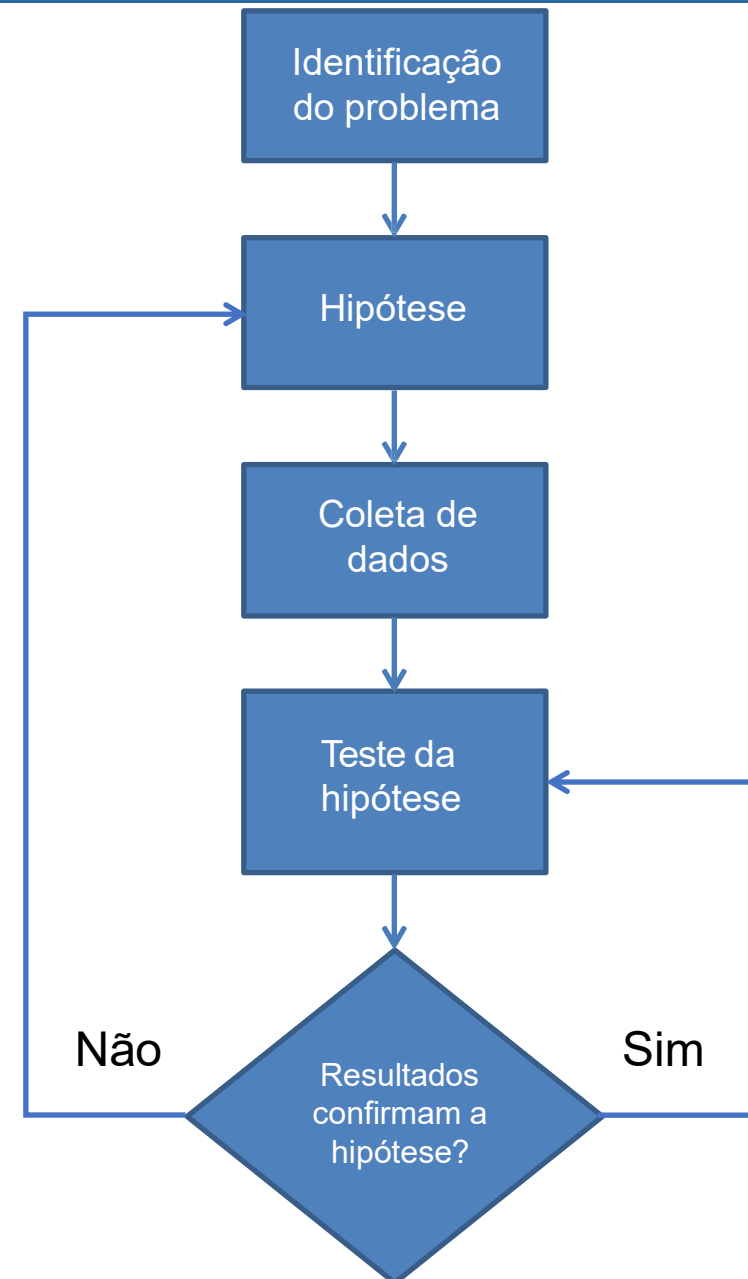 Identificação
do problema
Hipótese
Coleta de
dados
Teste da
hipótese
Não
Sim
Resultados
confirmam a
hipótese?